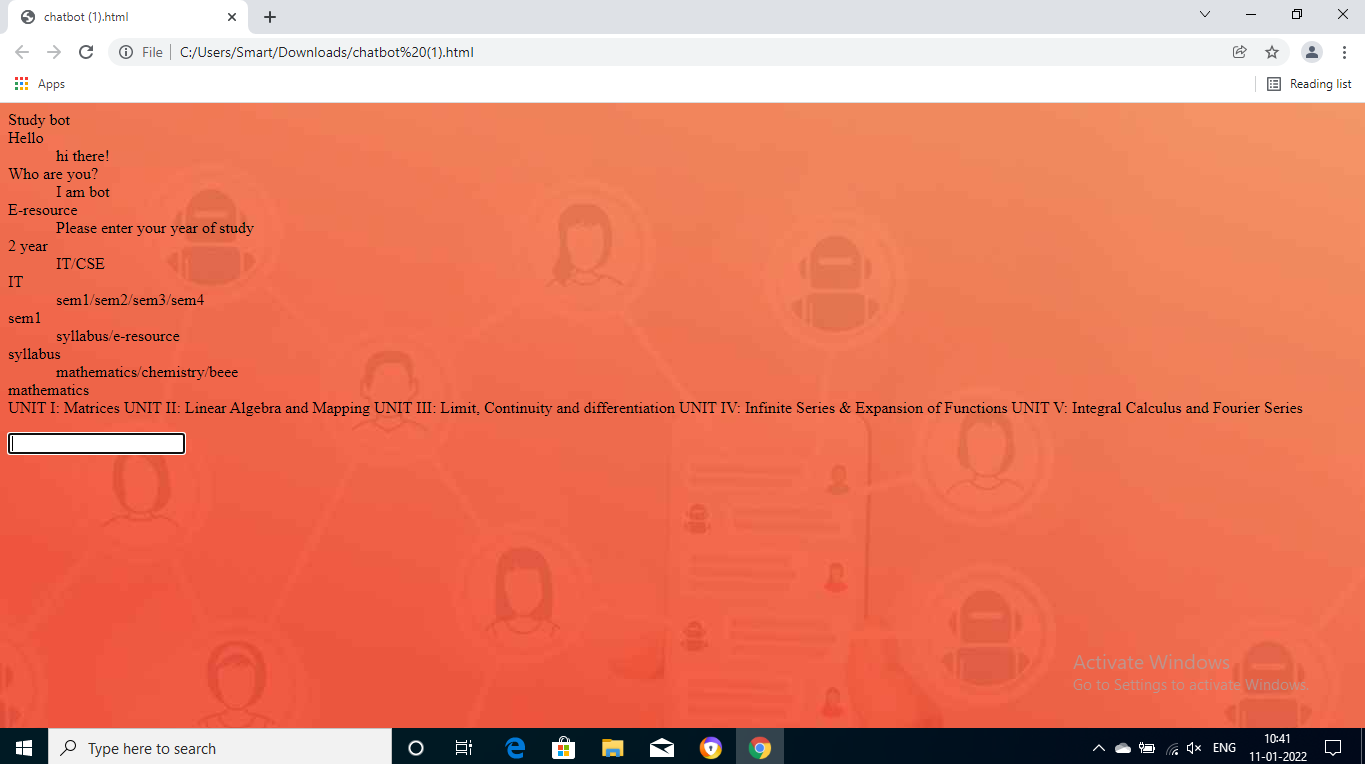 chatbot (1).html
File
C:/Users/Smart/Downloads/chatbot%20(1).html
Apps
Reading list
Study bot
Hello
hi there!
Who are you?
I am bot
E-resource
Please enter your year of study
2 year
IT/CSE
IT
sem1/sem2/sem3/sem4
sem1
syllabus/e-resource
syllabus
mathematics/chemistry/beee
mathematics
UNIT I: Matrices UNIT II: Linear Algebra and Mapping UNIT III: Limit, Continuity and differentiation UNIT IV: Infinite Series & Expansion of Functions UNIT V: Integral Calculus and Fourier Series
Activate Windows
Go to Settings to activate Windows.
Type here to search
ENG
10:41
11-01-2022